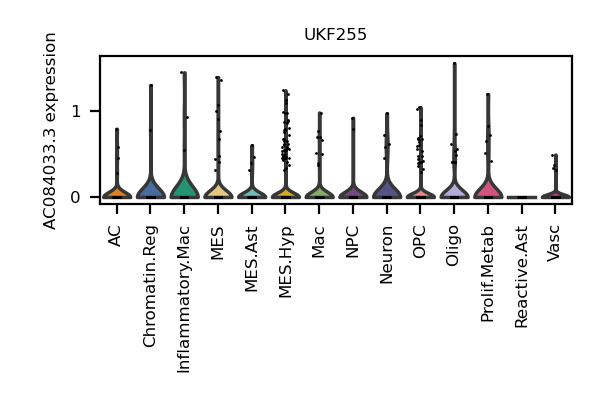 UKF255
AC084033.3 expression
1
0
AC
Chromatin.Reg
Inflammatory.Mac
MES
MES.Ast
MES.Hyp
Mac
NPC
Neuron
OPC
Oligo
Prolif.Metab
Reactive.Ast
Vasc